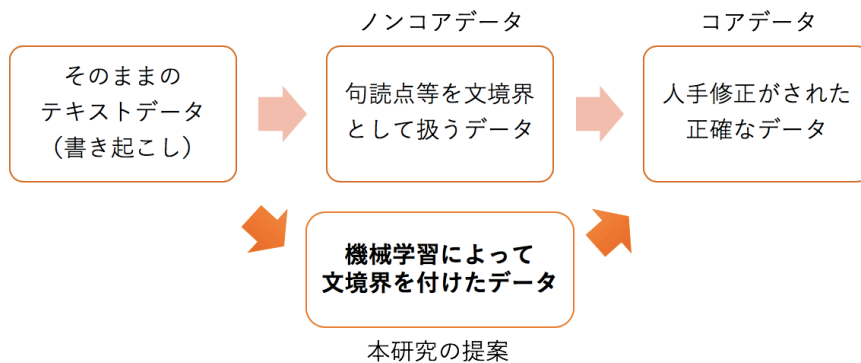 ノンコアデータ
コアデータ
そのままの
テキストデータ
(書き起こし)
句読点等を文境界
として扱うデータ
人手修正がされた
正確なデータ
機械学習によって
文境界を付けたデータ
本研究の提案